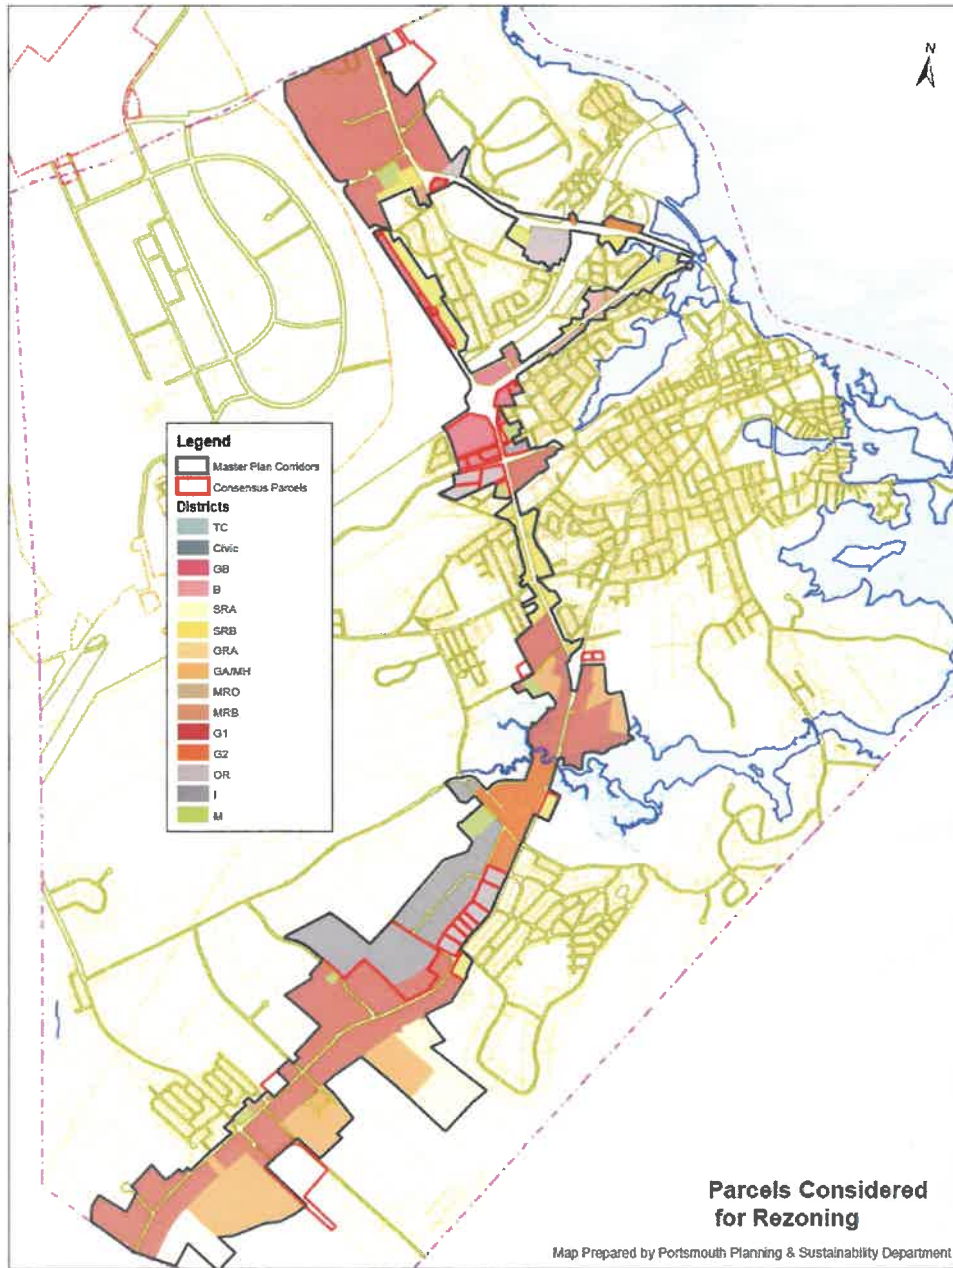 N
Legend
Master Plan Corridors
Consensus Parcels
Districts
TC
Civic
GB
B
SRA
SRB
GRA
GA/MH
MRO
MRB
G1
G2
OR
I
M
Parcels Considered
for Rezoning
Map Prepared by Portsmouth Planning & Sustainability Department